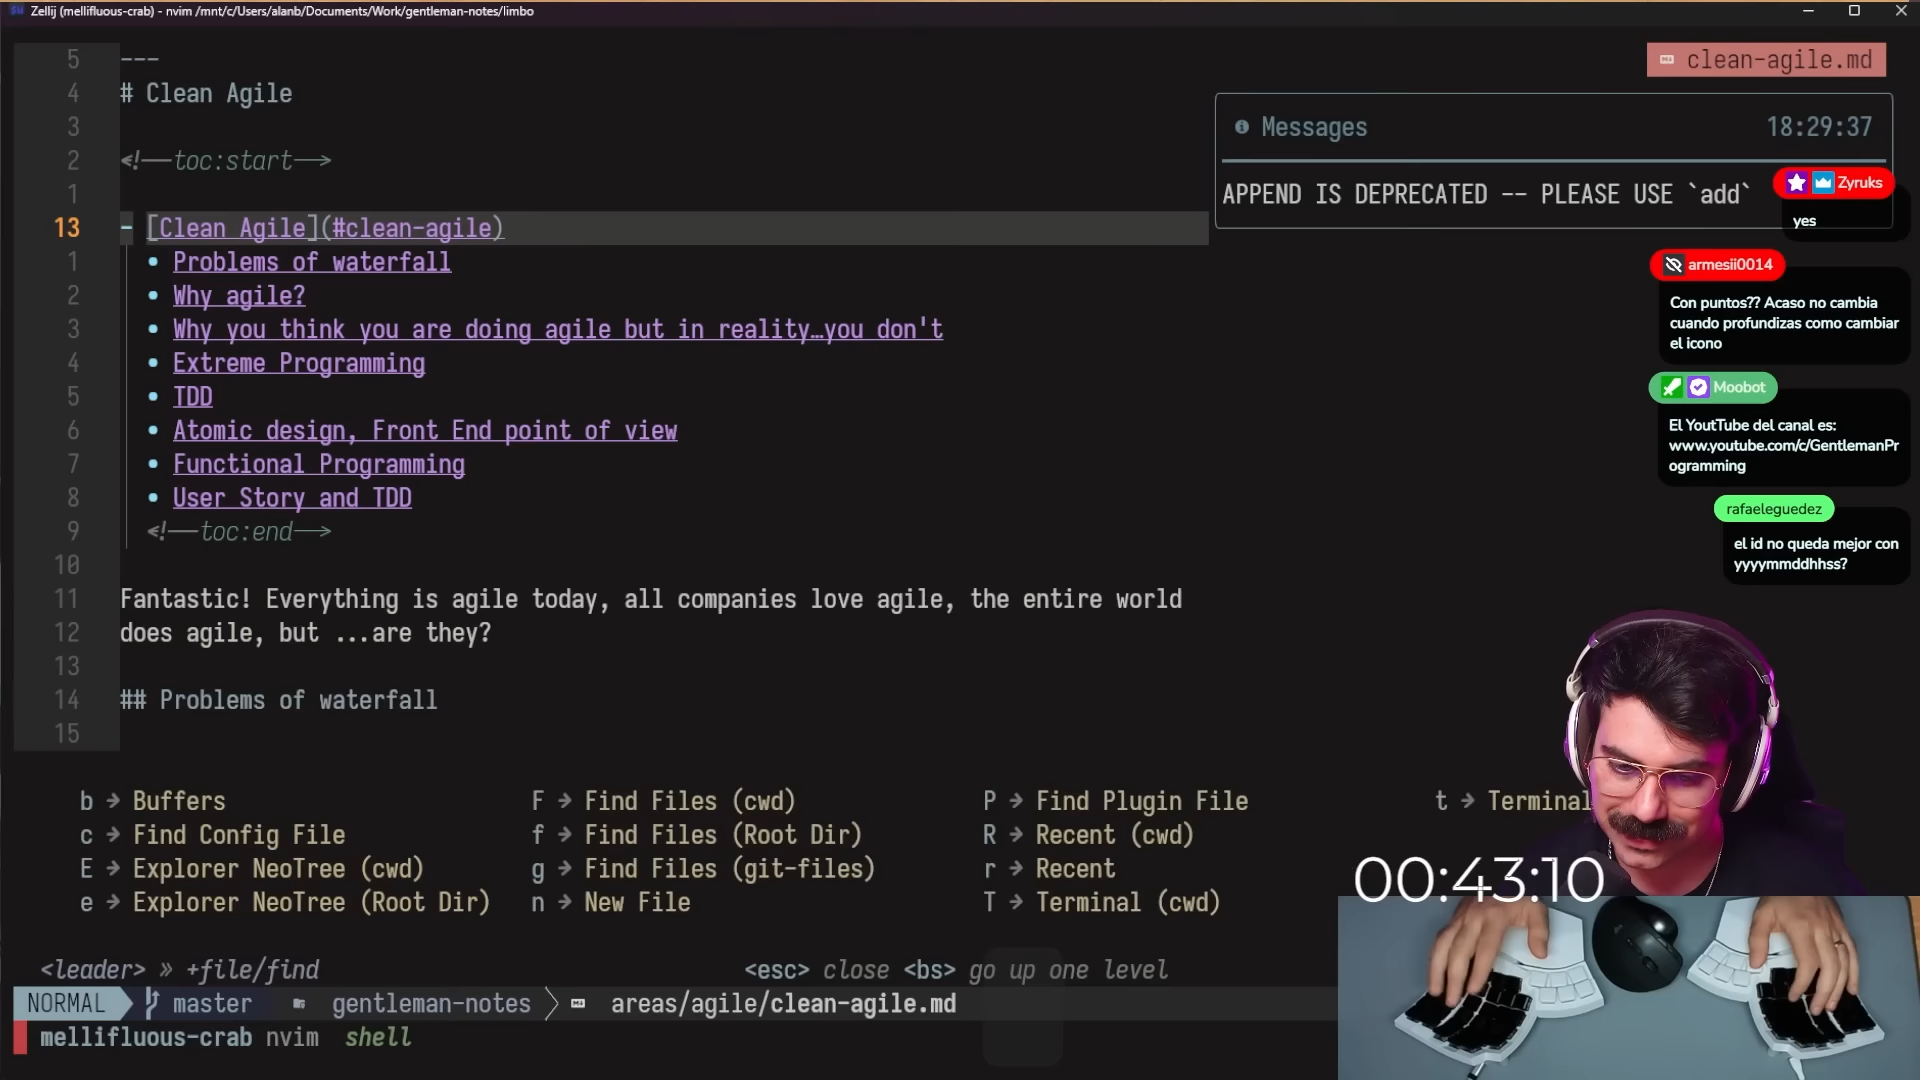 Zellij (mellifluous-crab) - nvim /mnt/c/Users/alanb/Documents/Work/gentleman-notes/limbo
5 ---
4 # Clean Agile
3
2 <!--toc:start-->
1
13 - [Clean Agile](#clean-agile)
1 • Problems of waterfall
2 • Why agile?
3 • Why you think you are doing agile but in reality…you don't
4 • Extreme Programming
5 • TDD
6 • Atomic design, Front End point of view
7 • Functional Programming
8 • User Story and TDD
9 <!--toc:end-->
10
11 Fantastic! Everything is agile today, all companies love agile, the entire world
12 does agile, but ...are they?
13
14 ## Problems of waterfall
15
clean-agile.md
Messages 18:29:37
APPEND IS DEPRECATED -- PLEASE USE `add`
Zyruks
yes
armesii0014
Con puntos?? Acaso no cambia
cuando profundizas como cambiar
el icono
Moobot
El YoutTube del canal es:
www.youtube.com/c/GentlemanPr
ogramming
rafaeleguedez
el id no queda mejor con
yyyymmddhhss?
b → Buffers F → Find Files (cwd) P → Find Plugin File t → Terminal
c → Find Config File f → Find Files (Root Dir) R → Recent (cwd)
E → Explorer NeoTree (cwd) g → Find Files (git-files) r → Recent
e → Explorer NeoTree (Root Dir) n → New File T → Terminal (cwd)
00:43:10
<leader> » +file/find <esc> close <bs> go up one level
NORMAL master gentleman-notes areas/agile/clean-agile.md
mellifluous-crab nvim shell